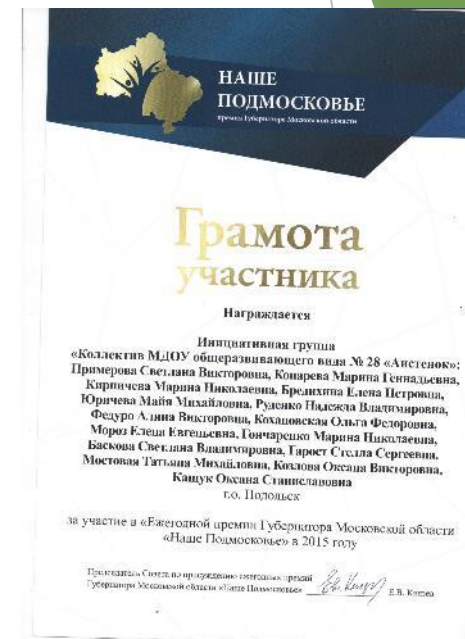 НАШЕ
ПОДМОСКОВЬЕ
премия Губернатора Московской области
Грамота
участника
Награждается
Инициативная группа
«Коллектив МДОУ общеразвивающего вида № 28 «Аистенок»:
Примерова Светлана Викторовна, Конарева Марина Геннадьевна,
Кирпичева Марина Николаевна, Бредихина Елена Петровна,
Юричева Майя Михайловна, Руденко Надежда Владимировна,
Федуро Алина Викторовна, Кохановская Ольга Федоровна,
Мороз Елена Евгеньевна, Гончаренко Марина Николаевна,
Баскова Светлана Владимировна, Гарост Стелла Сергеевна,
Мостовая Татьяна Михайловна, Козлова Оксана Викторовна,
Кащук Оксана Станиславовна
г.о. Подольск
за участие в «Ежегодной премии Губернатора Московской области
«Наше Подмосковье» в 2015 году
Председатель Совета по присуждению ежегодных премий
Губернатора Московской области «Наше Подмосковье»
Е.В.